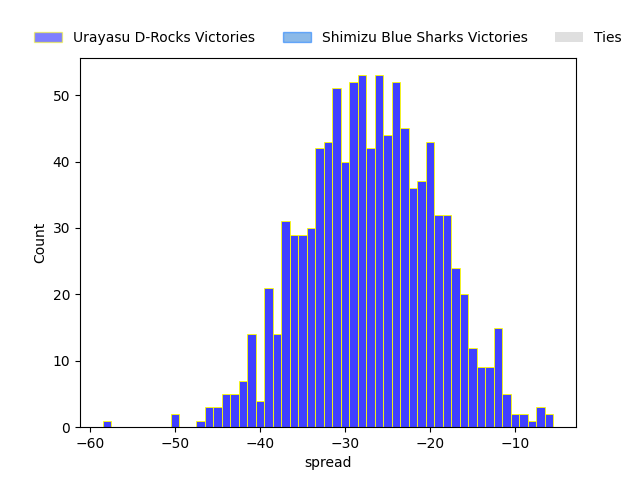 Urayasu D-Rocks Victories Shimizu Blue Sharks Victories Ties
50
40
30
20
10
0
Count
−60 −50 −40 −30 −20 −10
spread